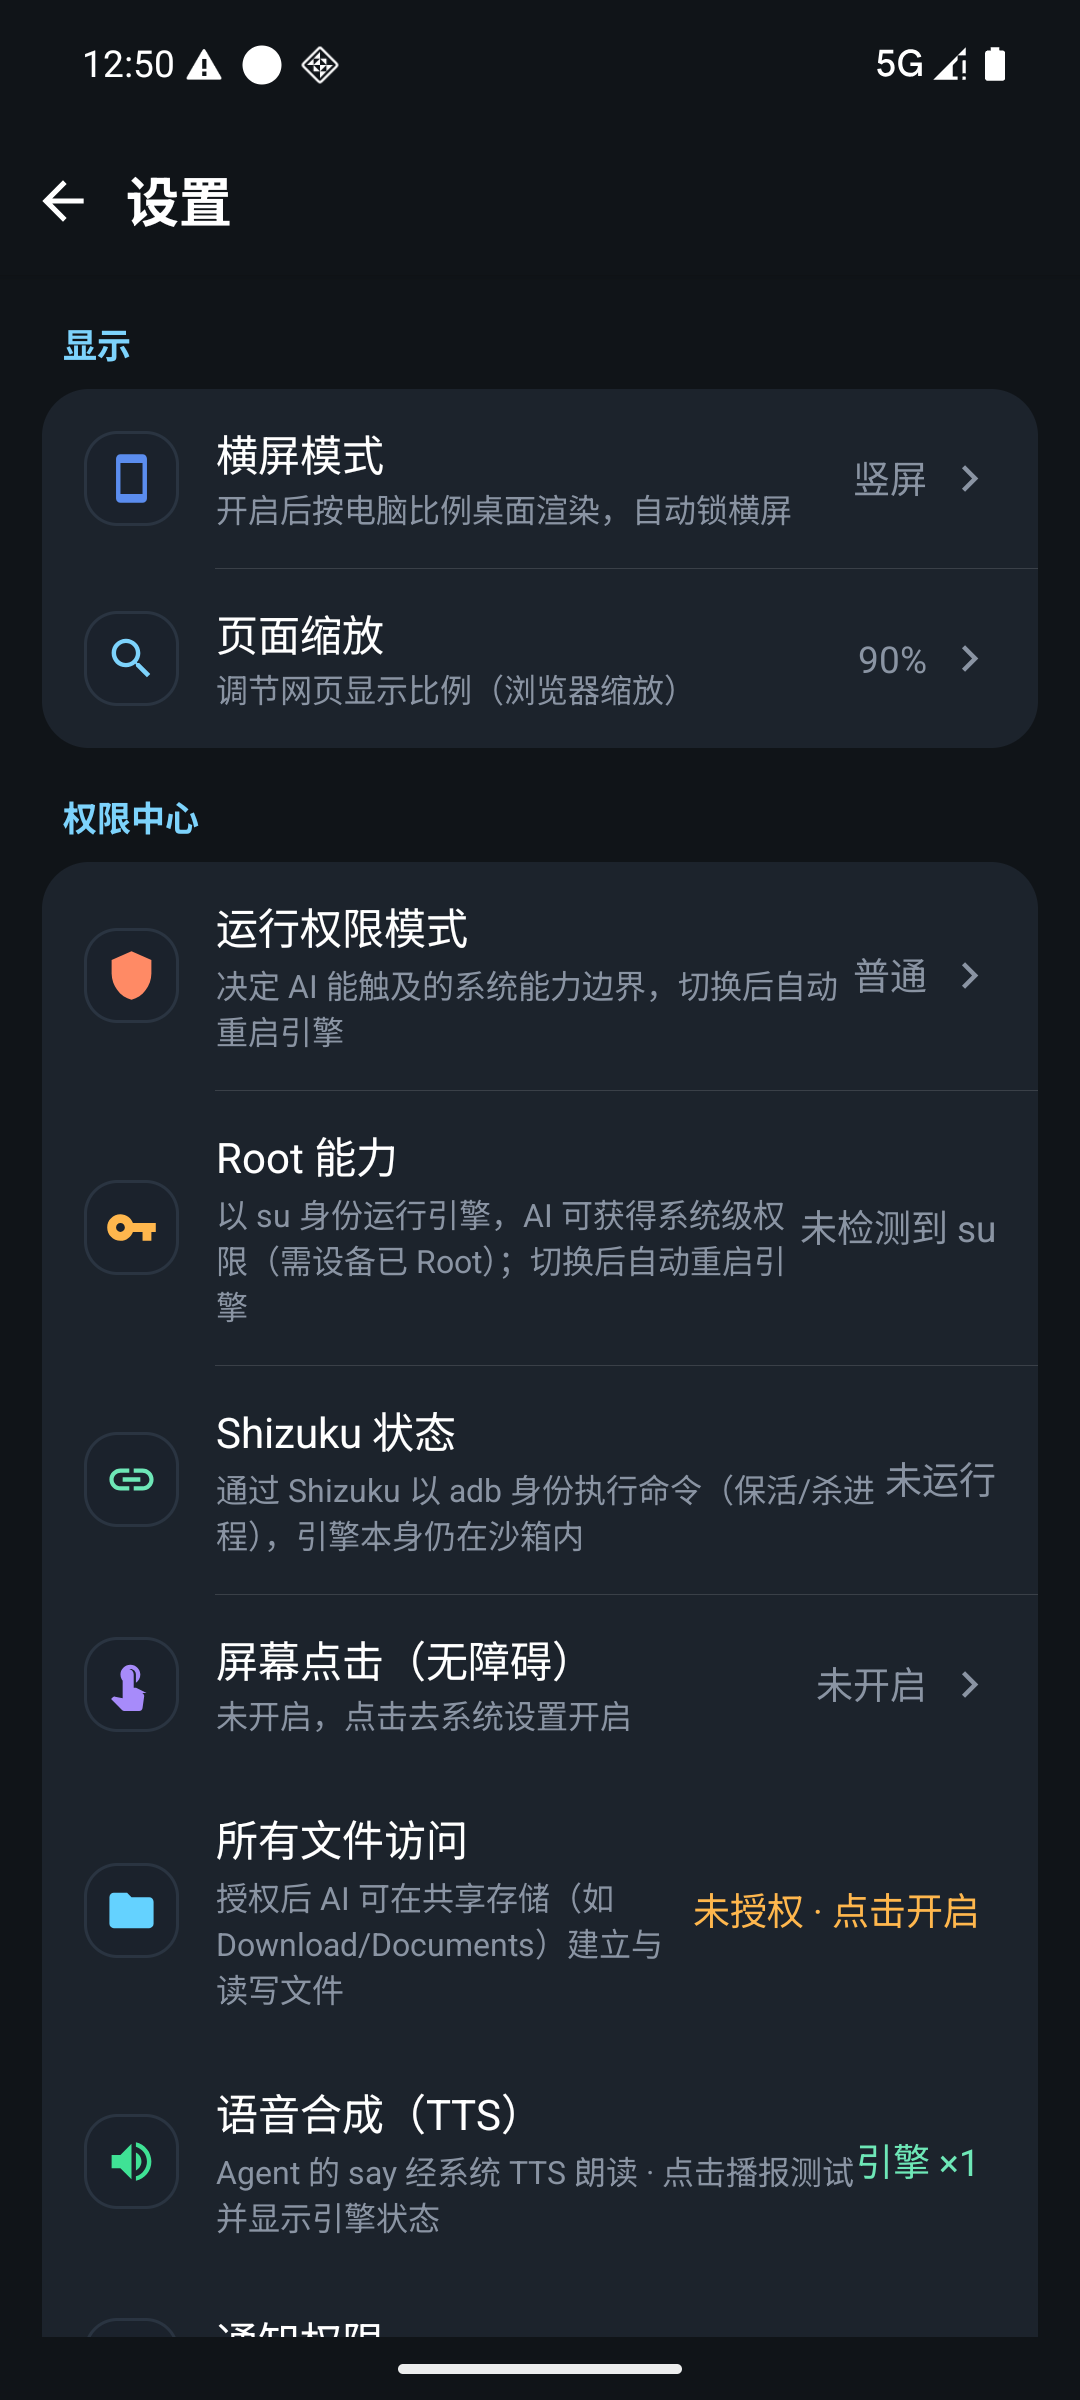 12:50
5G
设置
显示
横屏模式
开启后按电脑比例桌面渲染，自动锁横屏
竖屏
页面缩放
调节网页显示比例（浏览器缩放）
90%
权限中心
运行权限模式
决定 AI 能触及的系统能力边界，切换后自动
重启引擎
普通
Root 能力
以 su 身份运行引擎，AI 可获得系统级权
限（需设备已 Root）；切换后自动重启引
擎
未检测到 su
Shizuku 状态
通过 Shizuku 以 adb 身份执行命令（保活/杀进
程），引擎本身仍在沙箱内
未运行
屏幕点击（无障碍）
未开启，点击去系统设置开启
未开启
所有文件访问
授权后 AI 可在共享存储（如
Download/Documents）建立与
读写文件
未授权 · 点击开启
语音合成（TTS）
Agent 的 say 经系统 TTS 朗读 · 点击播报测试
并显示引擎状态
引擎 ×1
通知权限